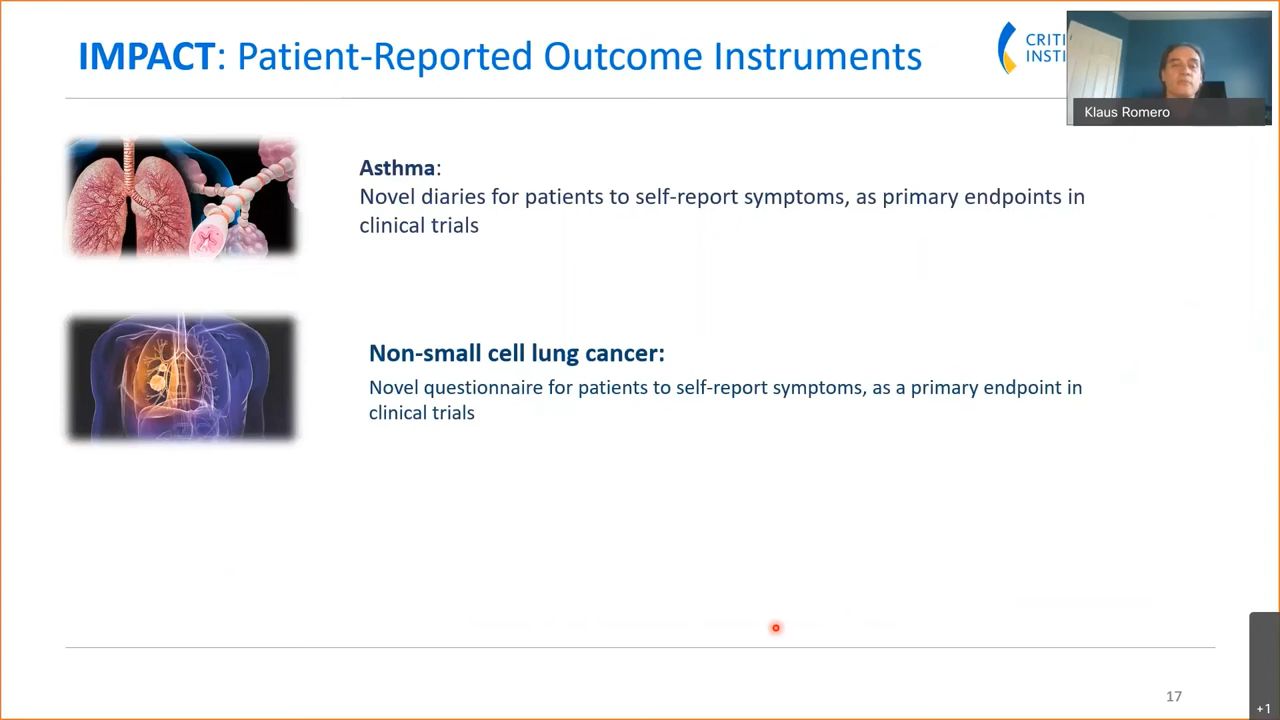 IMPACT: Patient-Reported Outcome Instruments
CRITI
INSTI
Klaus Romero
Asthma:
Novel diaries for patients to self-report symptoms, as primary endpoints in
clinical trials
Non-small cell lung cancer:
Novel questionnaire for patients to self-report symptoms, as a primary endpoint in
clinical trials
17
+1